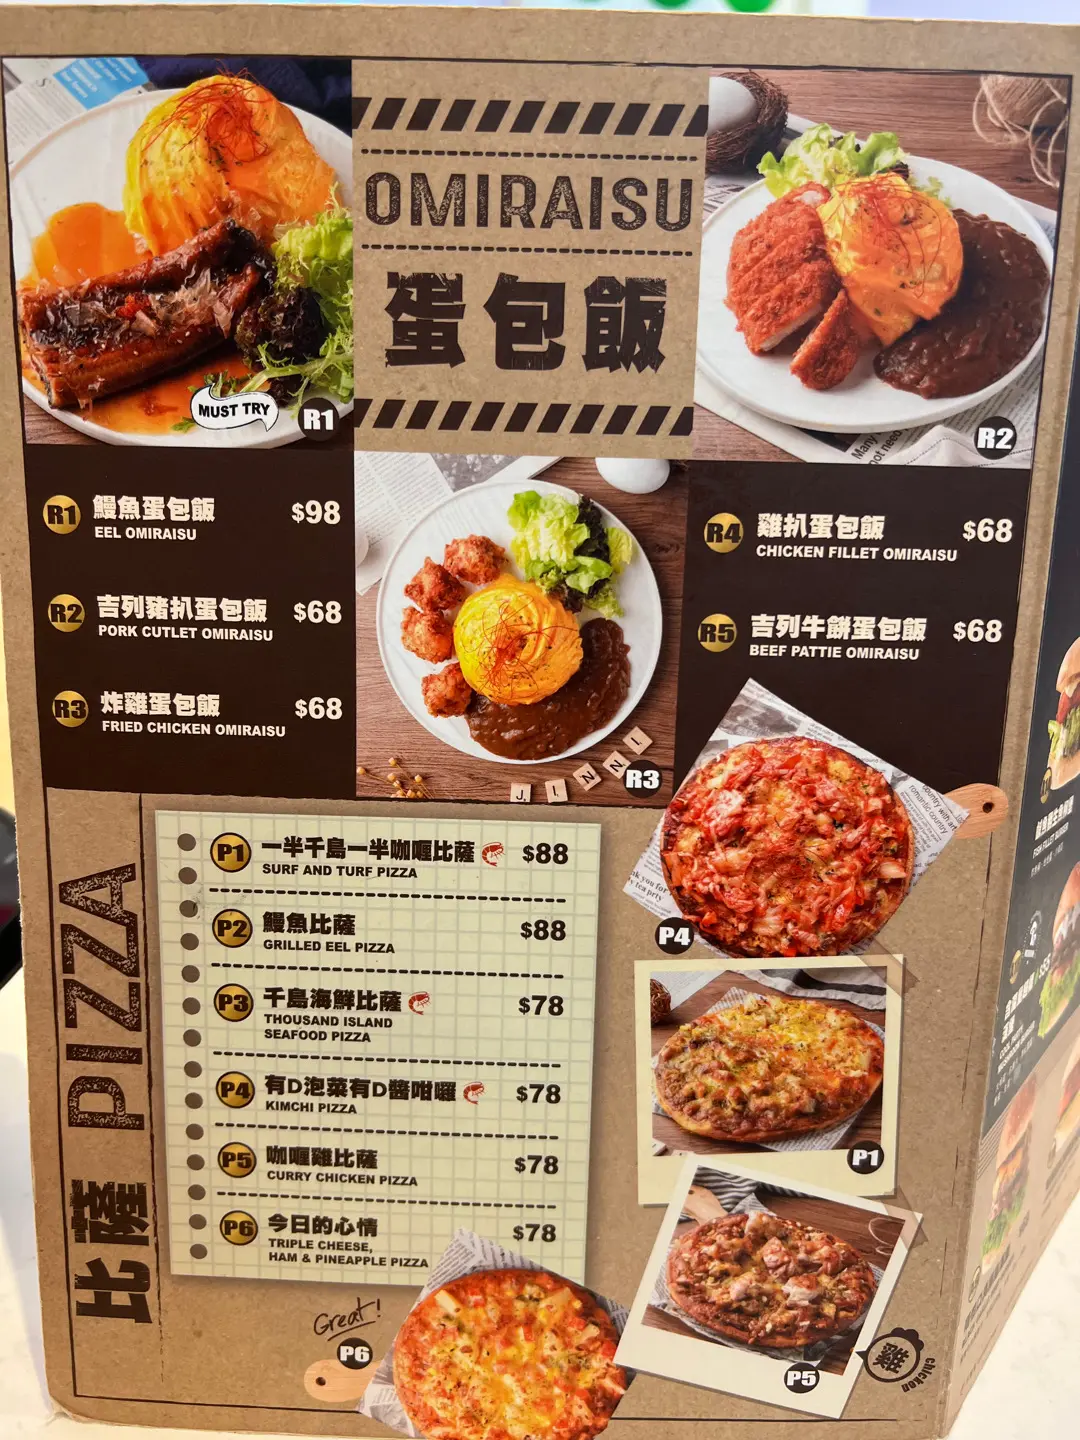 OMIRAISU
蛋包飯
MUST TRY
R1
R2
R1 鰻魚蛋包飯 $98
EEL OMIRAISU
R2 吉列豬扒蛋包飯 $68
PORK CUTLET OMIRAISU
R3 炸雞蛋包飯 $68
FRIED CHICKEN OMIRAISU
R4 雞扒蛋包飯 $68
CHICKEN FILLET OMIRAISU
R5 吉列牛餅蛋包飯 $68
BEEF PATTIE OMIRAISU
JINNI
R3
比薩 PIZZA
P1 一半千島一半咖喱比薩 $88
SURF AND TURF PIZZA
P2 鰻魚比薩 $88
GRILLED EEL PIZZA
P3 千島海鮮比薩 $78
THOUSAND ISLAND
SEAFOOD PIZZA
P4 有D泡菜有D醬咁囉 $78
KIMCHI PIZZA
P5 咖喱雞比薩 $78
CURRY CHICKEN PIZZA
P6 今日的心情 $78
TRIPLE CHEESE,
HAM & PINEAPPLE PIZZA
P4
P1
P5
Great!
P6
雞
chicken
FISH FILLET BURGER